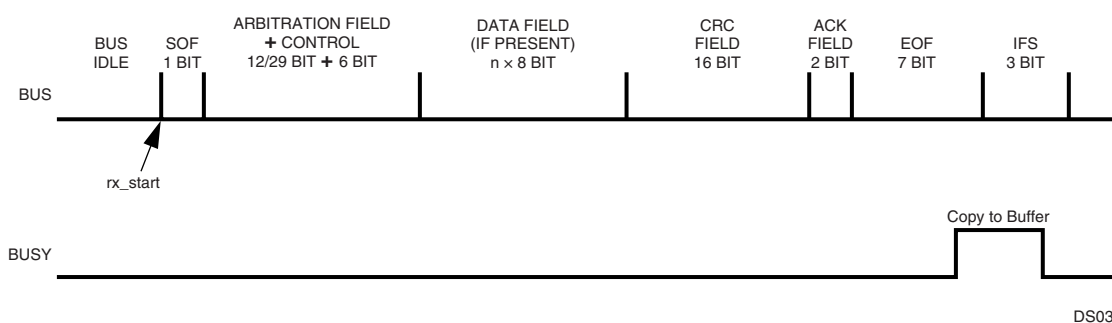 BUS
IDLE
SOF
1 BIT
ARBITRATION FIELD
+ CONTROL
12/29 BIT + 6 BIT
DATA FIELD
(IF PRESENT)
n × 8 BIT
CRC
FIELD
16 BIT
ACK
FIELD
2 BIT
EOF
7 BIT
IFS
3 BIT
BUS
rx_start
Copy to Buffer
BUSY
DS03